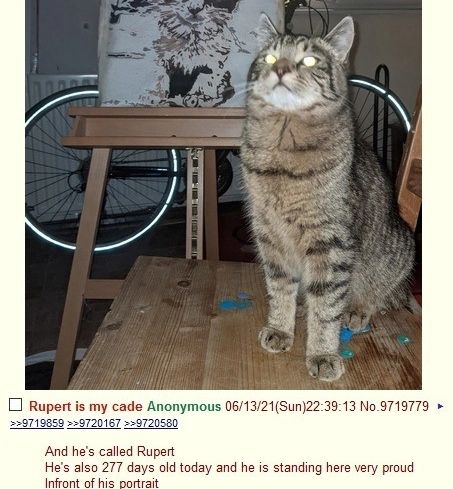 Rupert is my cade Anonymous 06/13/21(Sun)22:39:13 No.9719779
>>9719859 >>9720167 >>9720580
And he's called Rupert
He's also 277 days old today and he is standing here very proud
Infront of his portrait